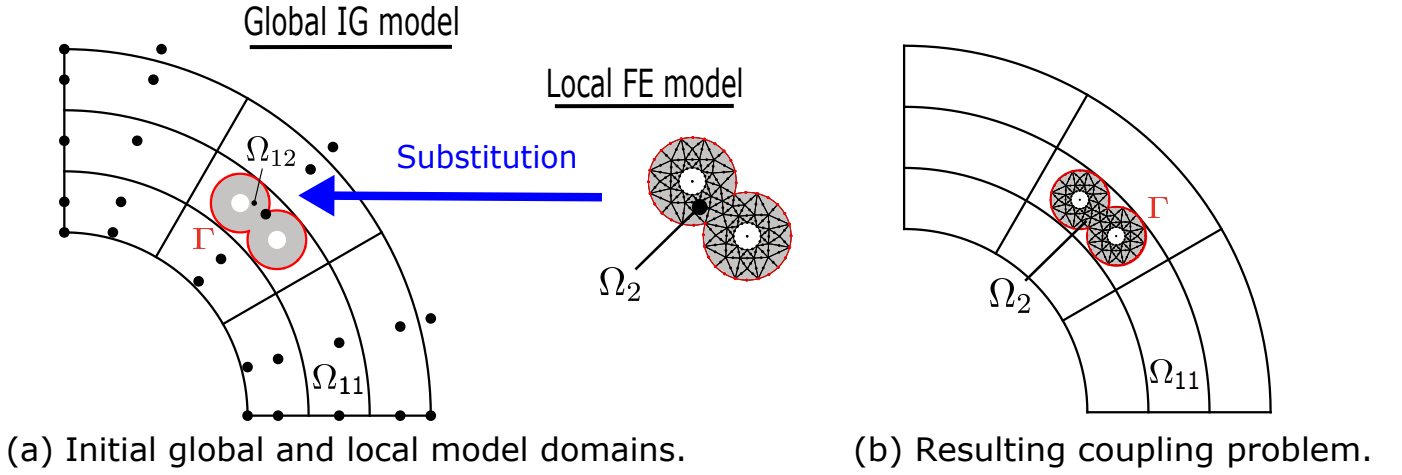 Global IG model
Local FE model
Substitution
Ω₁₂
Γ
Γ
Ω₂
Ω₂
Ω₁₁
Ω₁₁
(a) Initial global and local model domains.
(b) Resulting coupling problem.